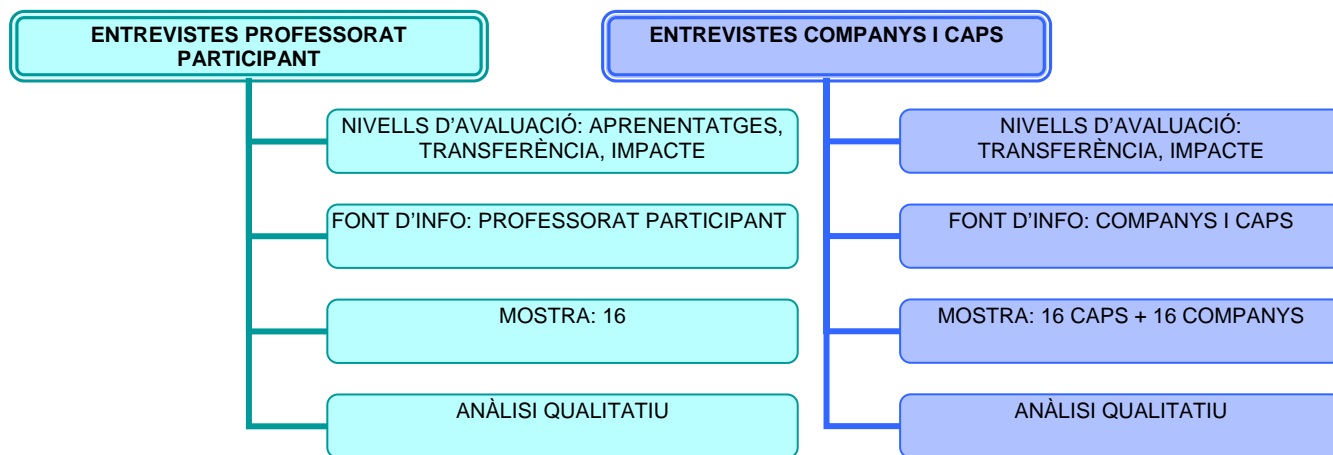 ENTREVISTES PROFESSORAT
PARTICIPANT
NIVELLS D'AVALUACIÓ: APRENENTATGES,
TRANSFERÈNCIA, IMPACTE
FONT D’INFO: PROFESSORAT PARTICIPANT
MOSTRA: 16
ANÀLISI QUALITATIU
ENTREVISTES COMPANYS I CAPS
NIVELLS D'AVALUACIÓ:
TRANSFERÈNCIA, IMPACTE
FONT D’INFO: COMPANYS I CAPS
MOSTRA: 16 CAPS + 16 COMPANYS
ANÀLISI QUALITATIU